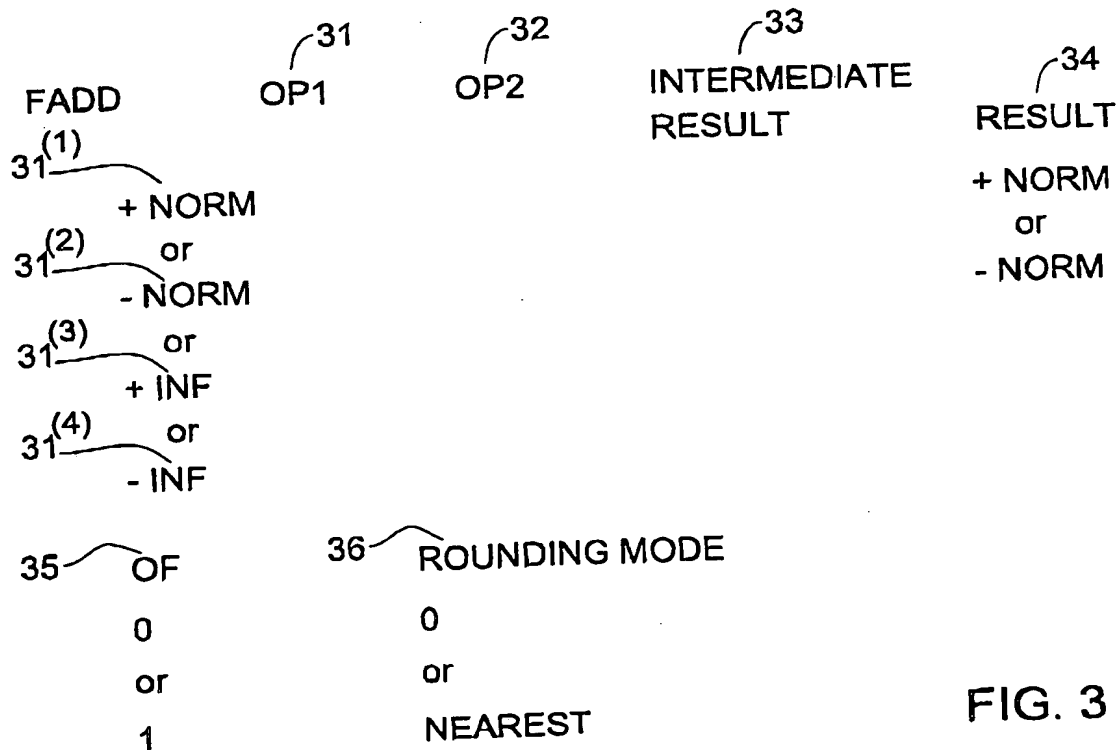 31 32 33 34
FADD OP1 OP2 INTERMEDIATE
RESULT RESULT
31(1)
+ NORM + NORM
or or
31(2)
- NORM - NORM
or
31(3)
+ INF
or
31(4)
- INF
35 OF 36 ROUNDING MODE
0 0
or or
1 NEAREST
FIG. 3